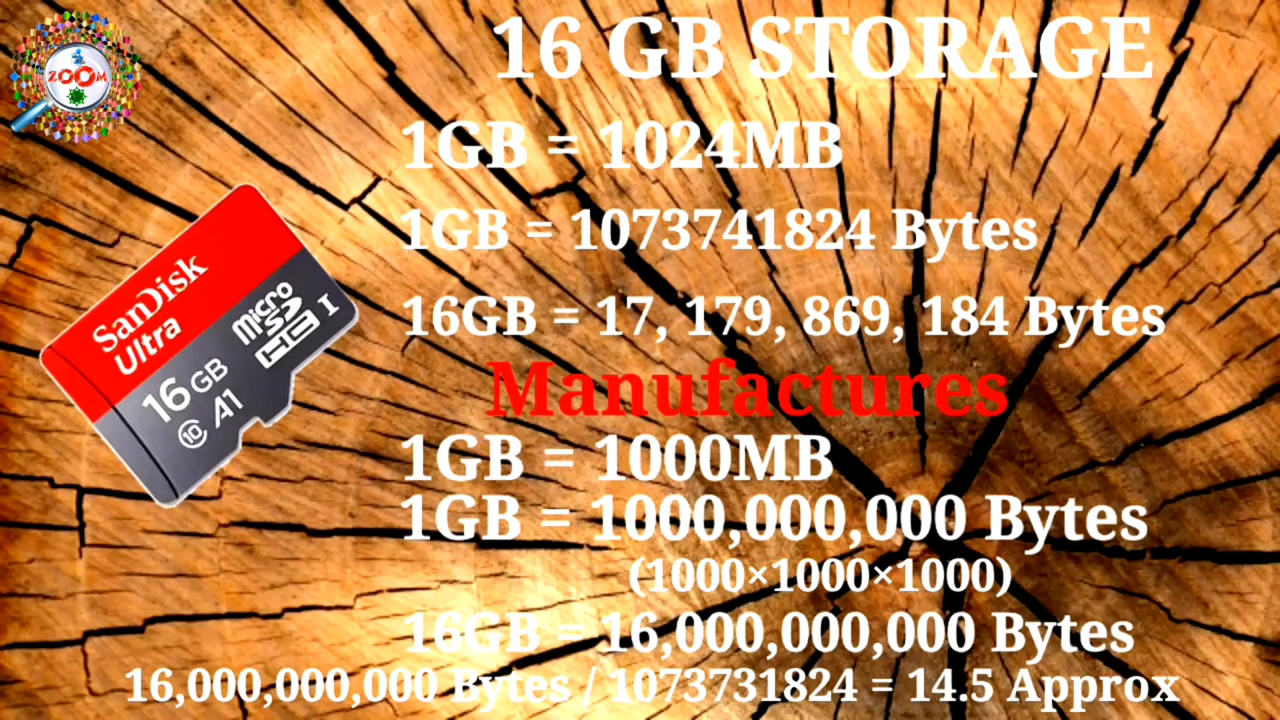 ZOOM
16 GB STORAGE
1GB = 1024MB
1GB = 1073741824 Bytes
SanDisk
Ultra
16GB
10 A1
micro
SD
HC I
16GB = 17, 179, 869, 184 Bytes
Manufactures
1GB = 1000MB
1GB = 1000,000,000 Bytes
(1000×1000×1000)
16GB = 16,000,000,000 Bytes
16,000,000,000 Bytes / 1073731824 = 14.5 Approx